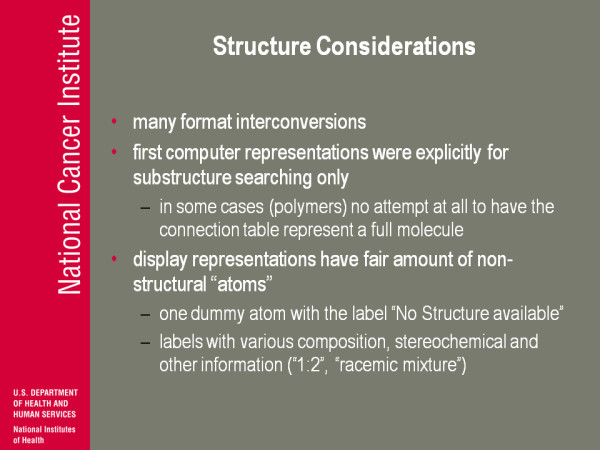 Structure Considerations
• many format interconversions
• first computer representations were explicitly for
substructure searching only
– in some cases (polymers) no attempt at all to have the
connection table represent a full molecule
• display representations have fair amount of non-
structural “atoms”
– one dummy atom with the label “No Structure available”
– labels with various composition, stereochemical and
other information (“1:2”, “racemic mixture”)
National Cancer Institute
U.S. DEPARTMENT
OF HEALTH AND
HUMAN SERVICES
National Institutes
of Health